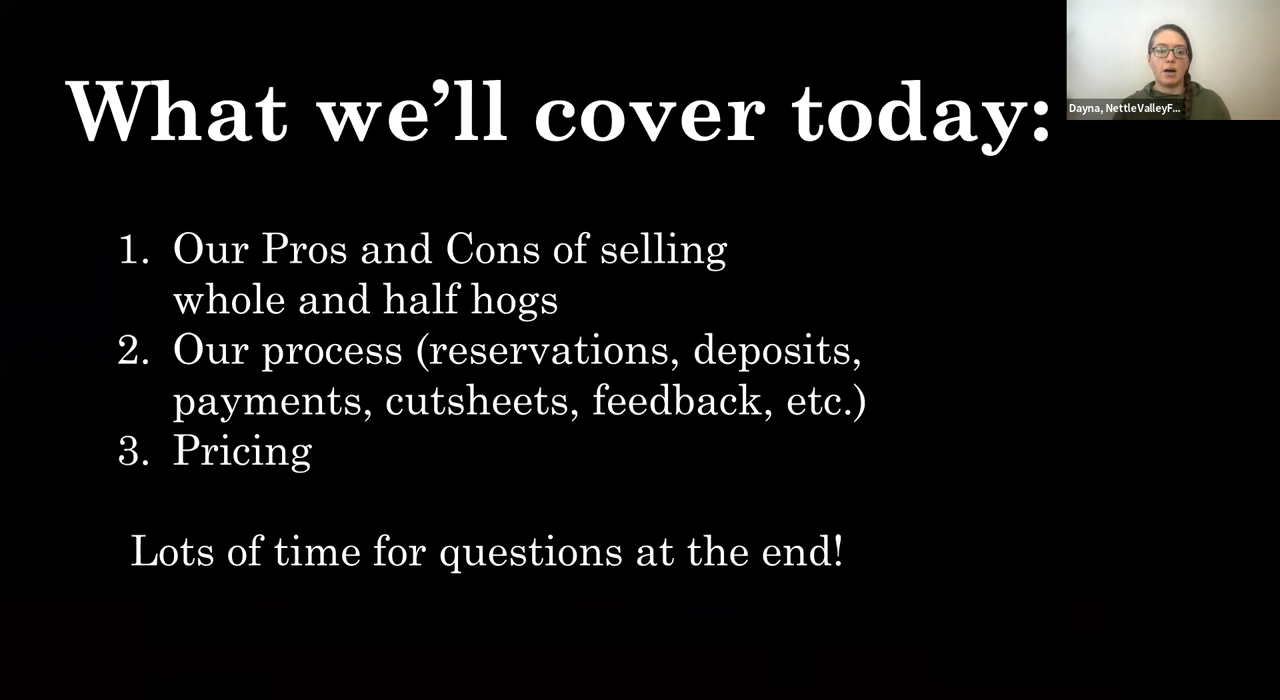 What we'll cover today:
Dayna, NettleValleyF...
1. Our Pros and Cons of selling
whole and half hogs
2. Our process (reservations, deposits,
payments, cutsheets, feedback, etc.)
3. Pricing
Lots of time for questions at the end!